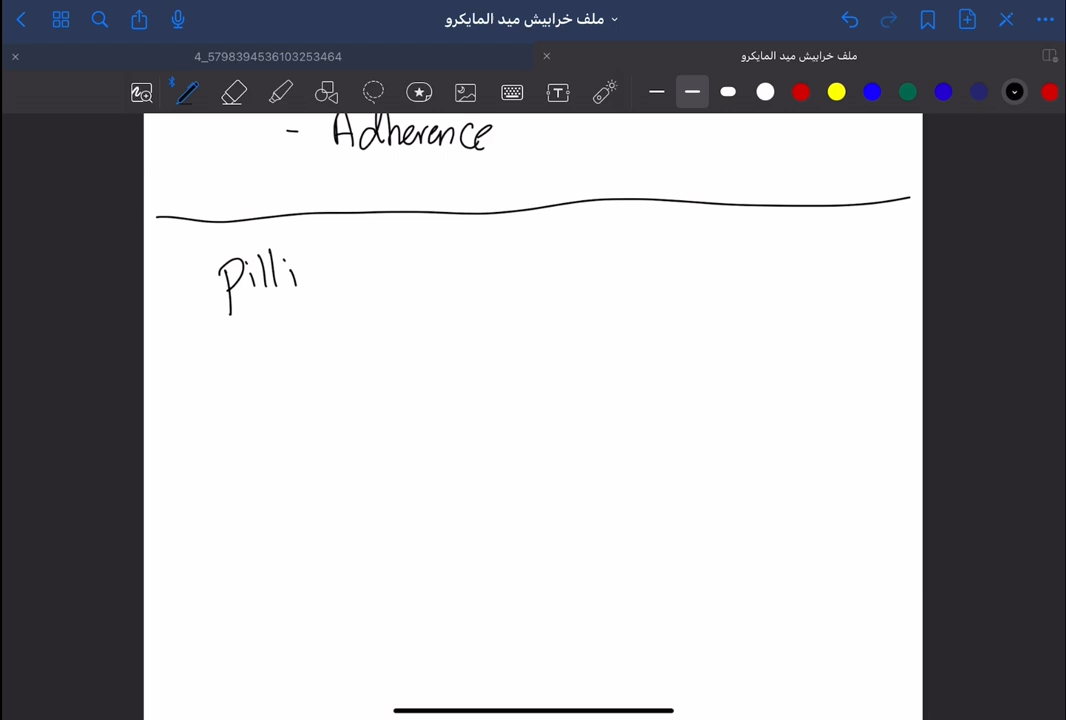 ملف خرابيش ميد المايكرو
4_5798394536103253464
ملف خرابيش ميد المايكرو
T
- Adherence
pilli